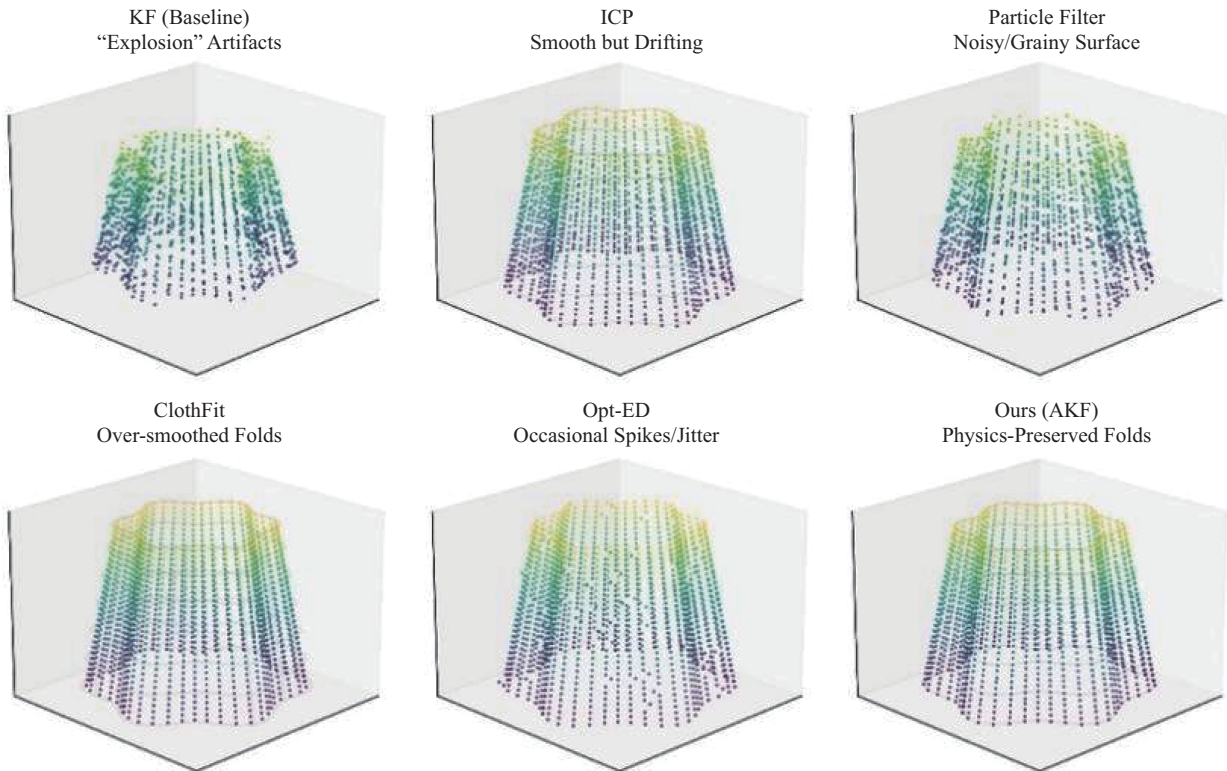 KF (Baseline)
“Explosion” Artifacts
ICP
Smooth but Drifting
Particle Filter
Noisy/Grainy Surface
ClothFit
Over-smoothed Folds
Opt-ED
Occasional Spikes/Jitter
Ours (AKF)
Physics-Preserved Folds